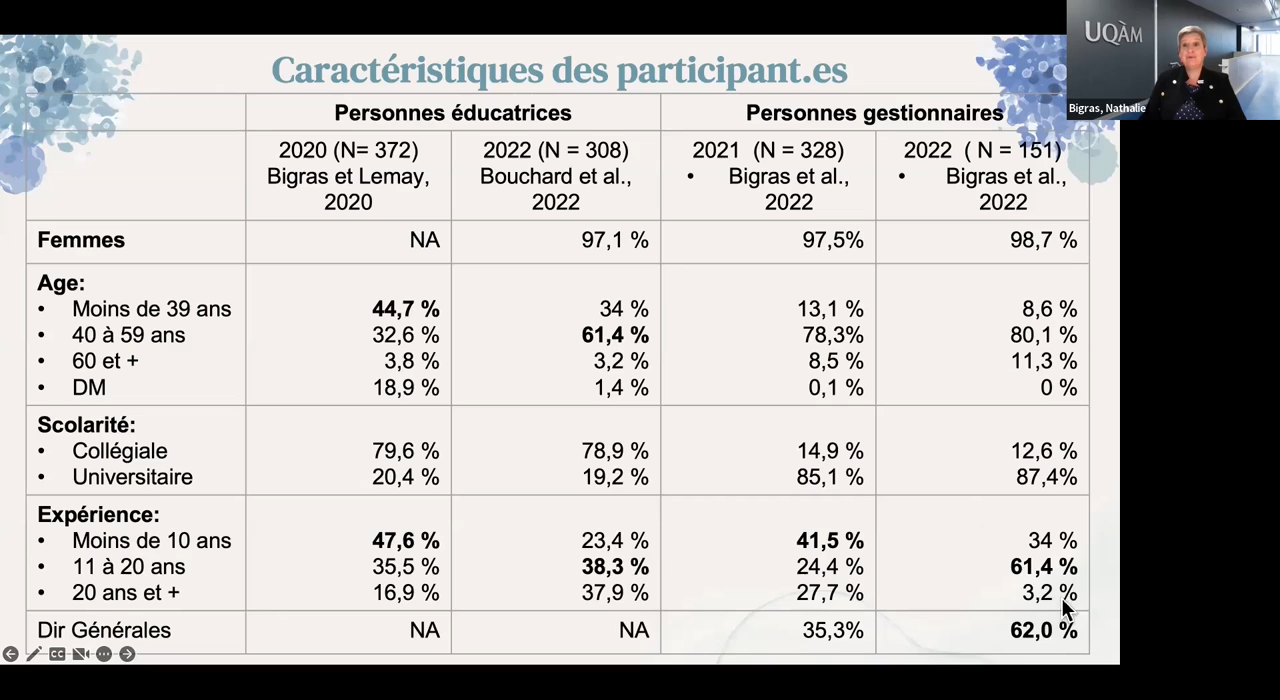 UQÀM
Bigras, Nathalie
Caractéristiques des participant.es
Personnes éducatrices
Personnes gestionnaires
2020 (N= 372)
Bigras et Lemay,
2020
2022 (N = 308)
Bouchard et al.,
2022
2021 (N = 328)
• Bigras et al.,
2022
2022 ( N = 151)
• Bigras et al.,
2022
Femmes NA 97,1 % 97,5% 98,7 %
Age:
• Moins de 39 ans 44,7 % 34 % 13,1 % 8,6 %
• 40 à 59 ans 32,6 % 61,4 % 78,3% 80,1 %
• 60 et + 3,8 % 3,2 % 8,5 % 11,3 %
• DM 18,9 % 1,4 % 0,1 % 0 %
Scolarité:
• Collégiale 79,6 % 78,9 % 14,9 % 12,6 %
• Universitaire 20,4 % 19,2 % 85,1 % 87,4%
Expérience:
• Moins de 10 ans 47,6 % 23,4 % 41,5 % 34 %
• 11 à 20 ans 35,5 % 38,3 % 24,4 % 61,4 %
• 20 ans et + 16,9 % 37,9 % 27,7 % 3,2 %
Dir Générales NA NA 35,3% 62,0 %
CC